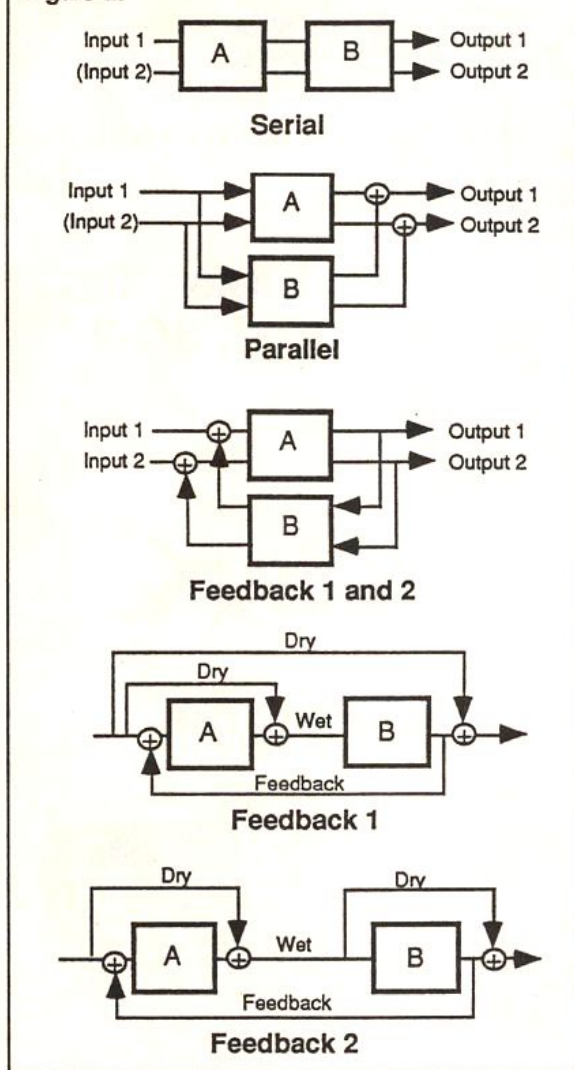 Input 1
A
B
Output 1
(Input 2)
Output 2
Serial
Input 1
A
Output 1
(Input 2)
Output 2
B
Parallel
Input 1
A
Output 1
Input 2
Output 2
B
Feedback 1 and 2
Dry
Dry
A
Wet
B
Feedback
Feedback 1
Dry
Dry
A
Wet
B
Feedback
Feedback 2